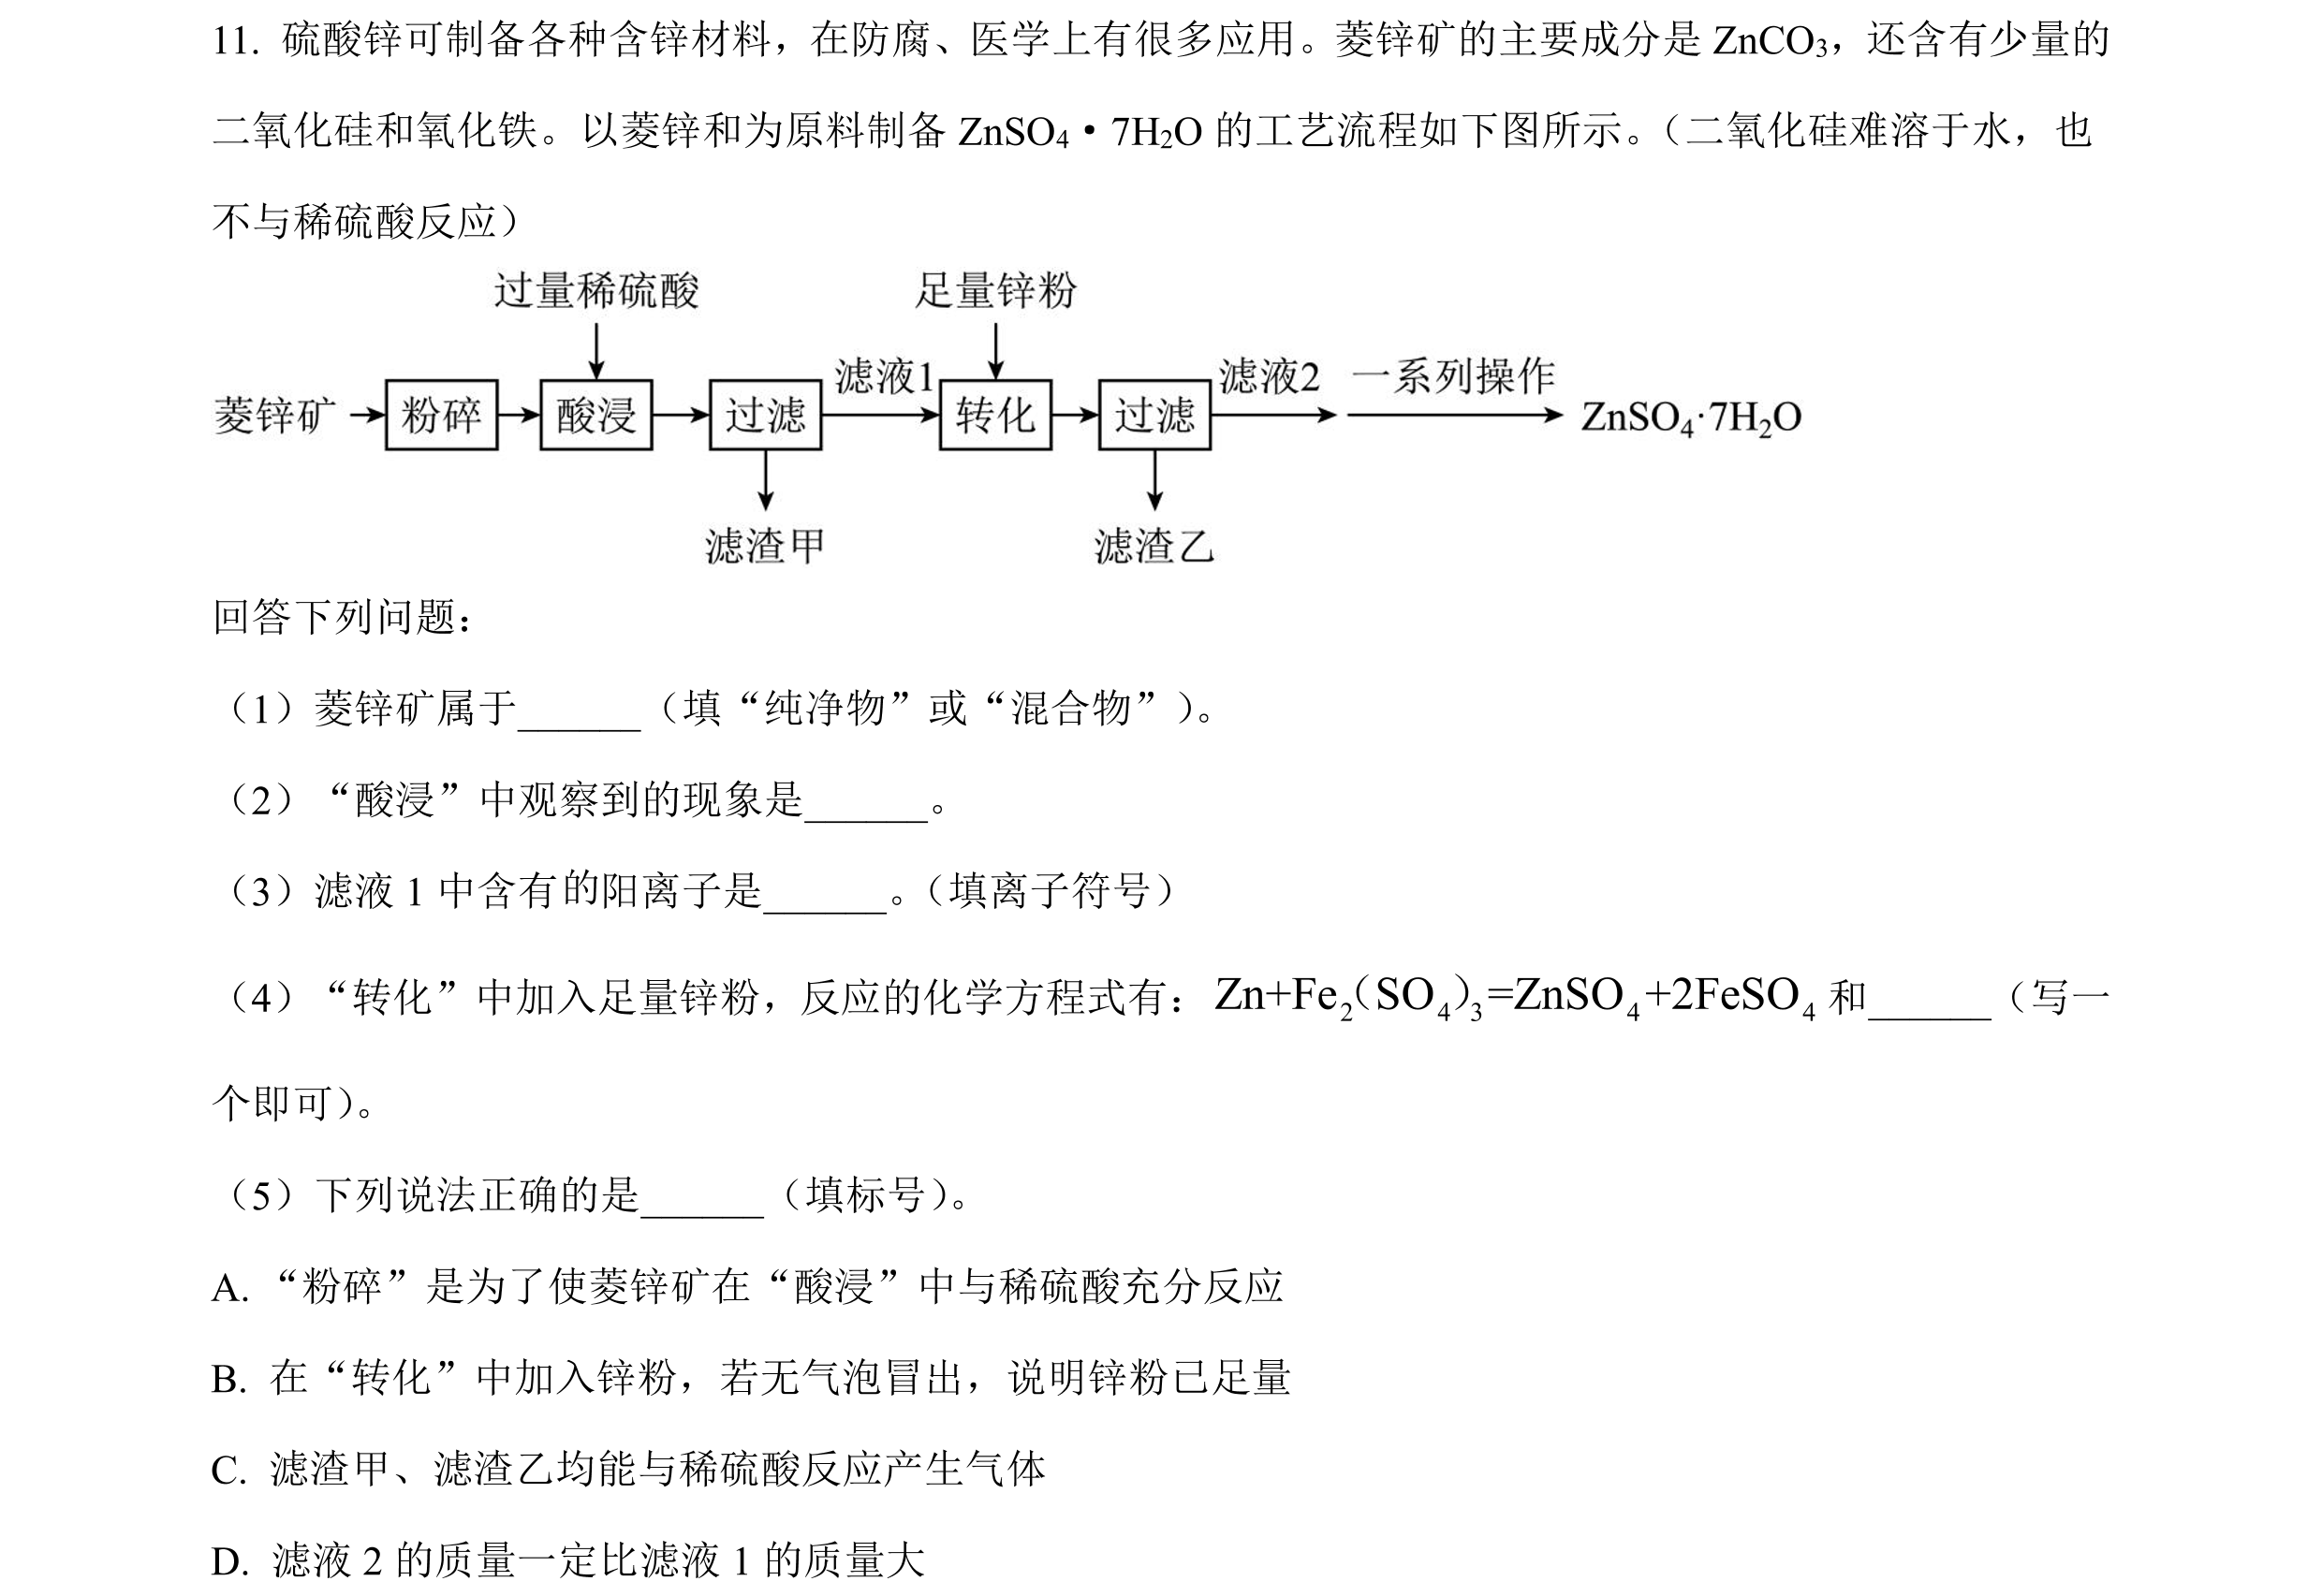 11. 硫酸锌可制备各种含锌材料，在防腐、医学上有很多应用。菱锌矿的主要成分是 ZnCO₃，还含有少量的
二氧化硅和氧化铁。以菱锌和为原料制备 ZnSO₄•7H₂O 的工艺流程如下图所示。（二氧化硅难溶于水，也
不与稀硫酸反应）
过量稀硫酸 足量锌粉
菱锌矿 粉碎 酸浸 过滤 滤液1 转化 过滤 滤液2 一系列操作 ZnSO₄·7H₂O
滤渣甲 滤渣乙
回答下列问题：
（1）菱锌矿属于______（填“纯净物”或“混合物”）。
（2）“酸浸”中观察到的现象是______。
（3）滤液 1 中含有的阳离子是______。（填离子符号）
（4）“转化”中加入足量锌粉，反应的化学方程式有：Zn+Fe₂(SO₄)₃=ZnSO₄+2FeSO₄ 和______（写一
个即可）。
（5）下列说法正确的是______（填标号）。
A. “粉碎”是为了使菱锌矿在“酸浸”中与稀硫酸充分反应
B. 在“转化”中加入锌粉，若无气泡冒出，说明锌粉已足量
C. 滤渣甲、滤渣乙均能与稀硫酸反应产生气体
D. 滤液 2 的质量一定比滤液 1 的质量大